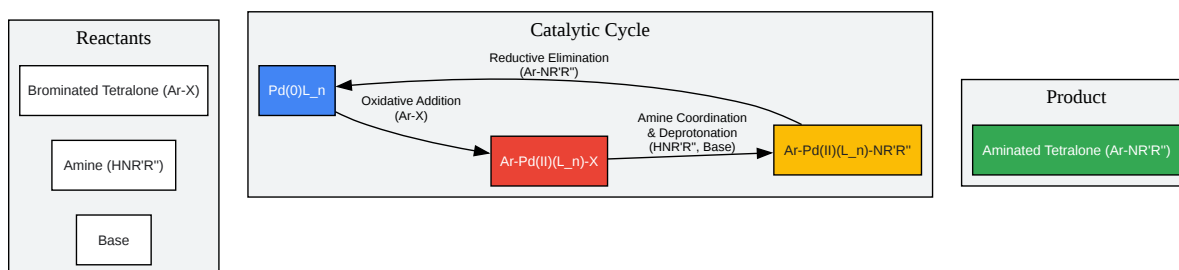 Reactants
Brominated Tetralone (Ar-X)
Amine (HNR'R")
Base
Catalytic Cycle
Reductive Elimination
(Ar-NR'R")
Pd(0)L_n
Oxidative Addition
(Ar-X)
Amine Coordination
& Deprotonation
(HNR'R", Base)
Ar-Pd(II)(L_n)-X
Ar-Pd(II)(L_n)-NR'R"
Product
Aminated Tetralone (Ar-NR'R")